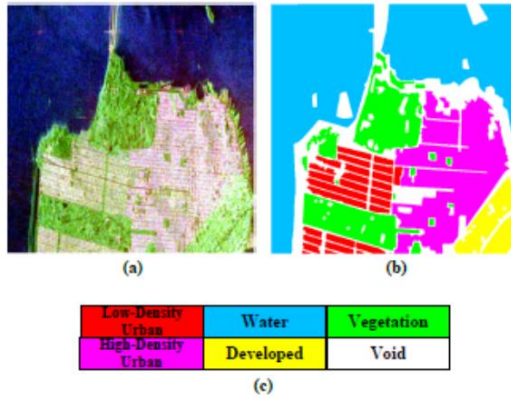 (a)
(b)
Low-Density
Urban
Water
Vegetation
High-Density
Urban
Developed
Void
(c)